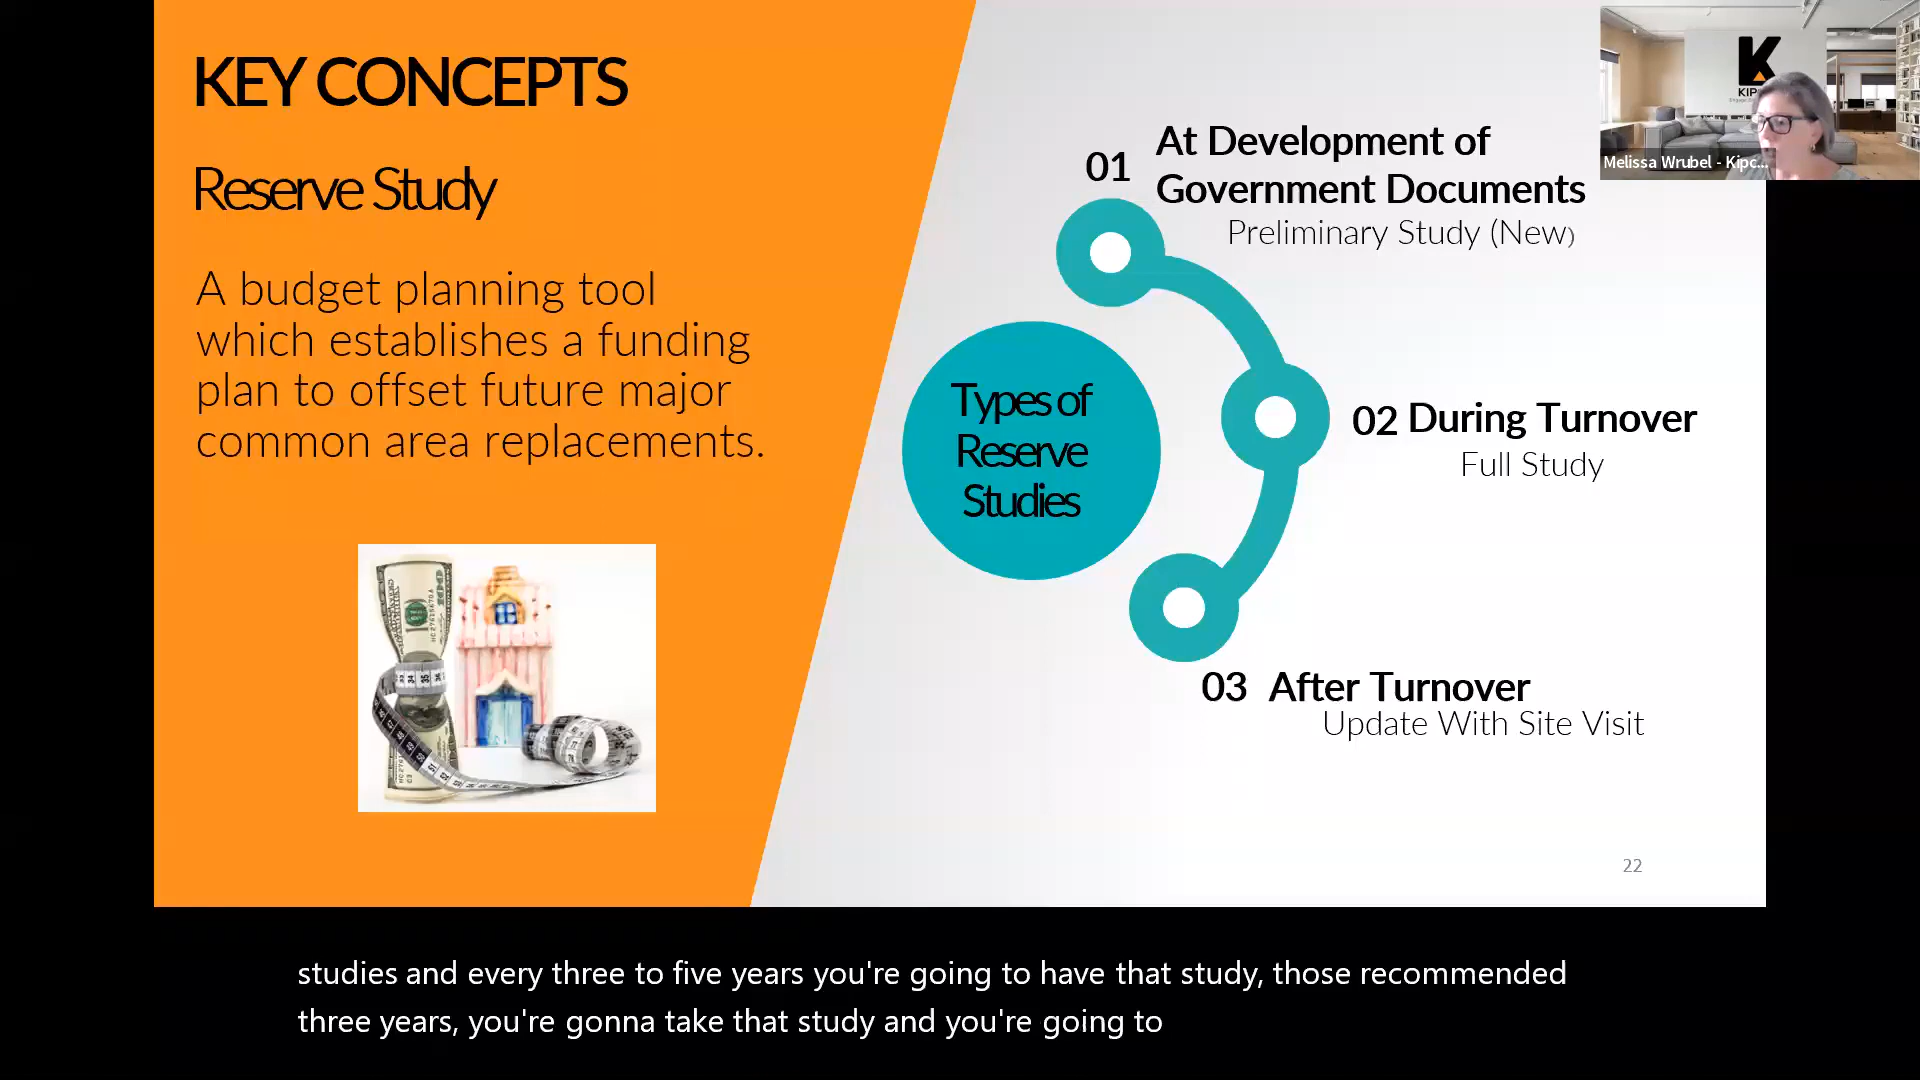 KEY CONCEPTS
Reserve Study
A budget planning tool
which establishes a funding
plan to offset future major
common area replacements.
Types of
Reserve
Studies
01
At Development of
Government Documents
Preliminary Study (New)
02 During Turnover
Full Study
03 After Turnover
Update With Site Visit
22
Melissa Wrubel - Kipc...
studies and every three to five years you're going to have that study, those recommended
three years, you're gonna take that study and you're going to